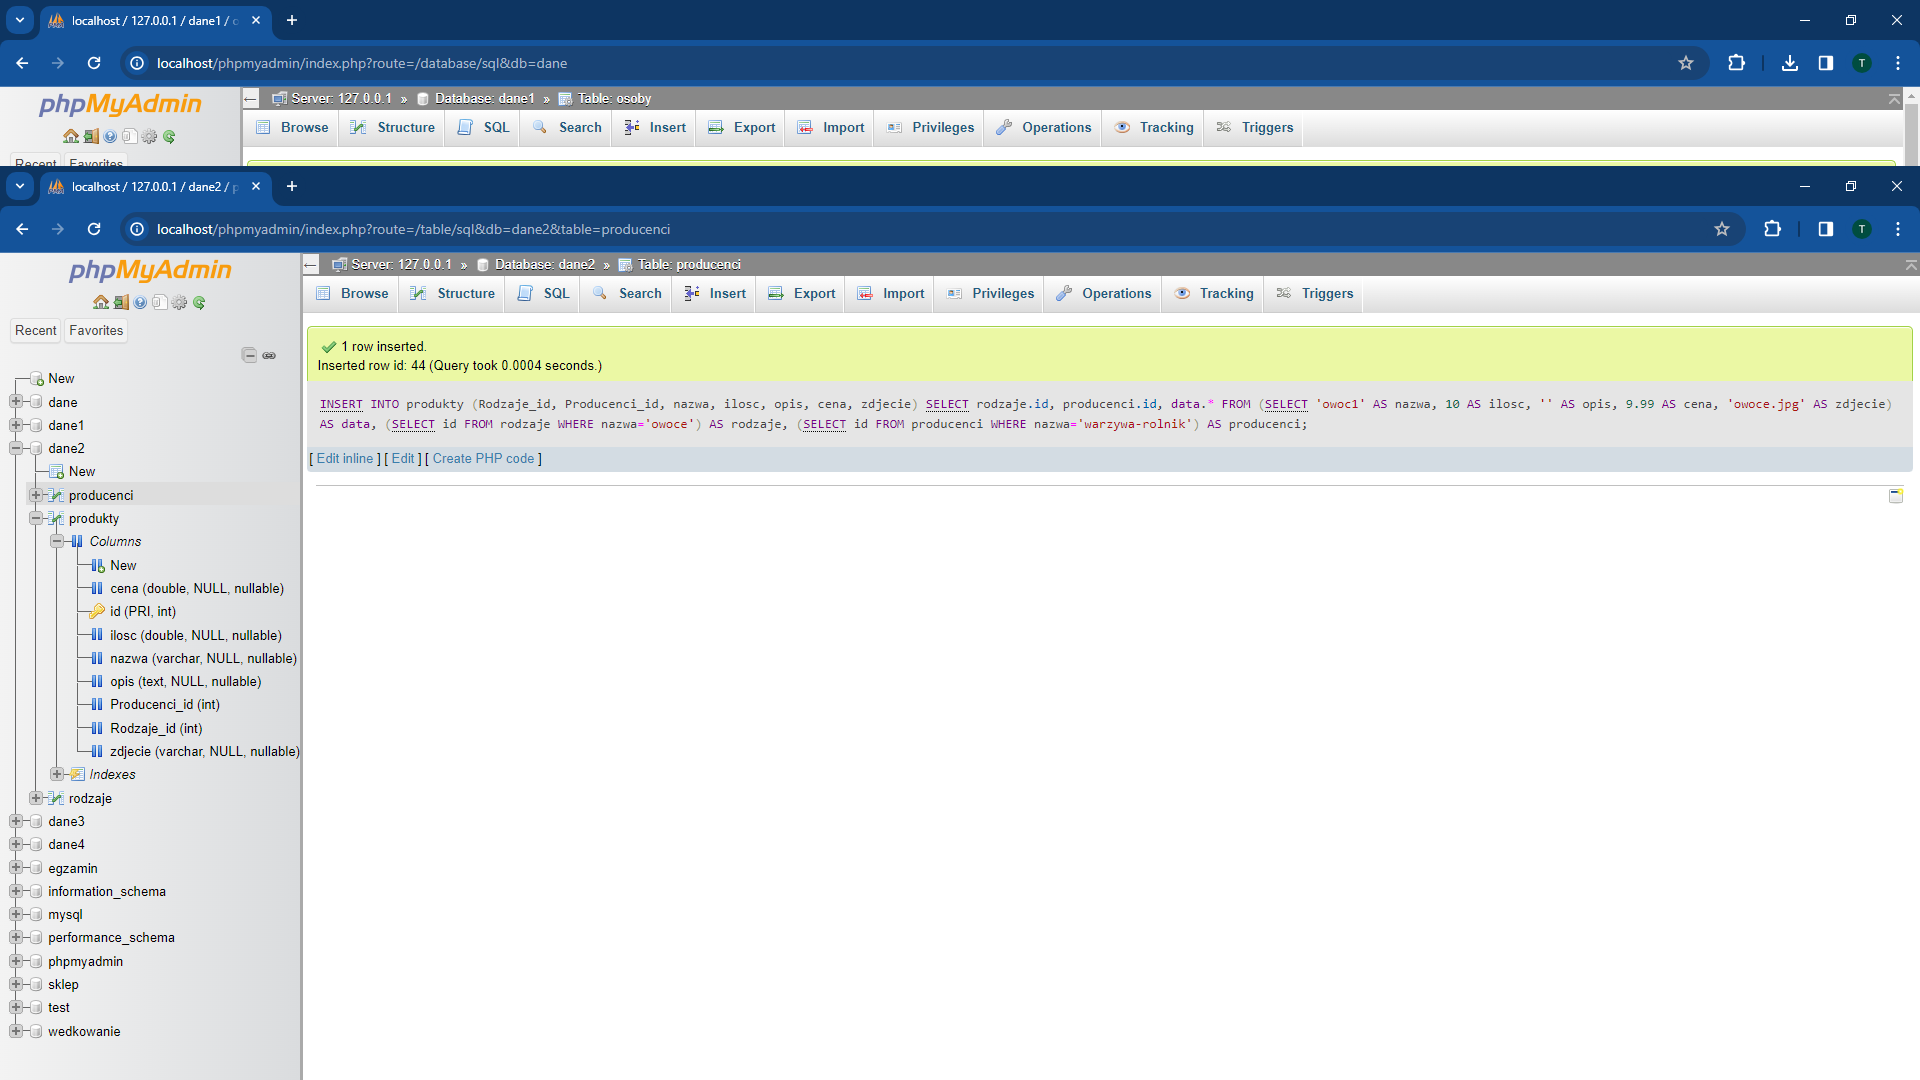 localhost / 127.0.0.1 / dane1 / o
localhost/phpmyadmin/index.php?route=/database/sql&db=dane
T
phpMyAdmin
Recent Favorites
Server: 127.0.0.1 » Database: dane1 » Table: osoby
Browse Structure SQL Search Insert Export Import Privileges Operations Tracking Triggers
localhost / 127.0.0.1 / dane2 / p
localhost/phpmyadmin/index.php?route=/table/sql&db=dane2&table=producenci
T
phpMyAdmin
Recent Favorites
New
dane
dane1
dane2
New
producenci
produkty
Columns
New
cena (double, NULL, nullable)
id (PRI, int)
ilosc (double, NULL, nullable)
nazwa (varchar, NULL, nullable)
opis (text, NULL, nullable)
Producenci_id (int)
Rodzaje_id (int)
zdjecie (varchar, NULL, nullable)
Indexes
rodzaje
dane3
dane4
egzamin
information_schema
mysql
performance_schema
phpmyadmin
sklep
test
wedkowanie
Server: 127.0.0.1 » Database: dane2 » Table: producenci
Browse Structure SQL Search Insert Export Import Privileges Operations Tracking Triggers
1 row inserted.
Inserted row id: 44 (Query took 0.0004 seconds.)
INSERT INTO produkty (Rodzaje_id, Producenci_id, nazwa, ilosc, opis, cena, zdjecie) SELECT rodzaje.id, producenci.id, data.* FROM (SELECT 'owoc1' AS nazwa, 10 AS ilosc, '' AS opis, 9.99 AS cena, 'owoce.jpg' AS zdjecie)
AS data, (SELECT id FROM rodzaje WHERE nazwa='owoce') AS rodzaje, (SELECT id FROM producenci WHERE nazwa='warzywa-rolnik') AS producenci;
[ Edit inline ] [ Edit ] [ Create PHP code ]